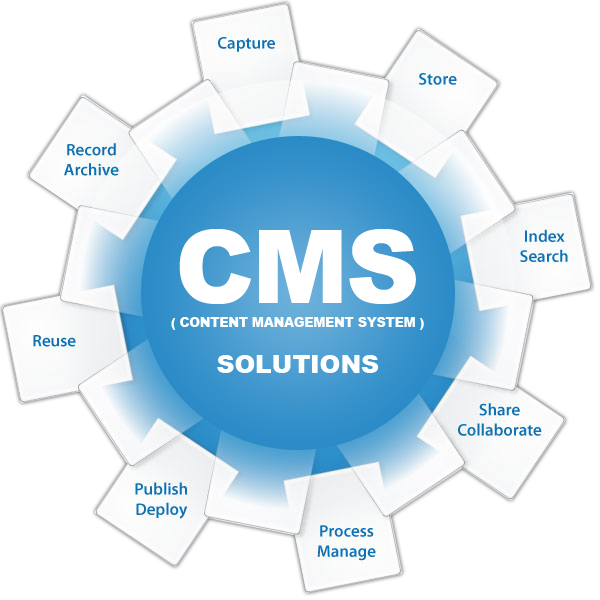 Capture
Store
Index
Search
Share
Collaborate
Process
Manage
Publish
Deploy
Reuse
Record
Archive
CMS
( CONTENT MANAGEMENT SYSTEM )
SOLUTIONS